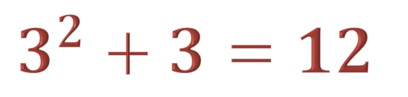 3² + 3 = 12